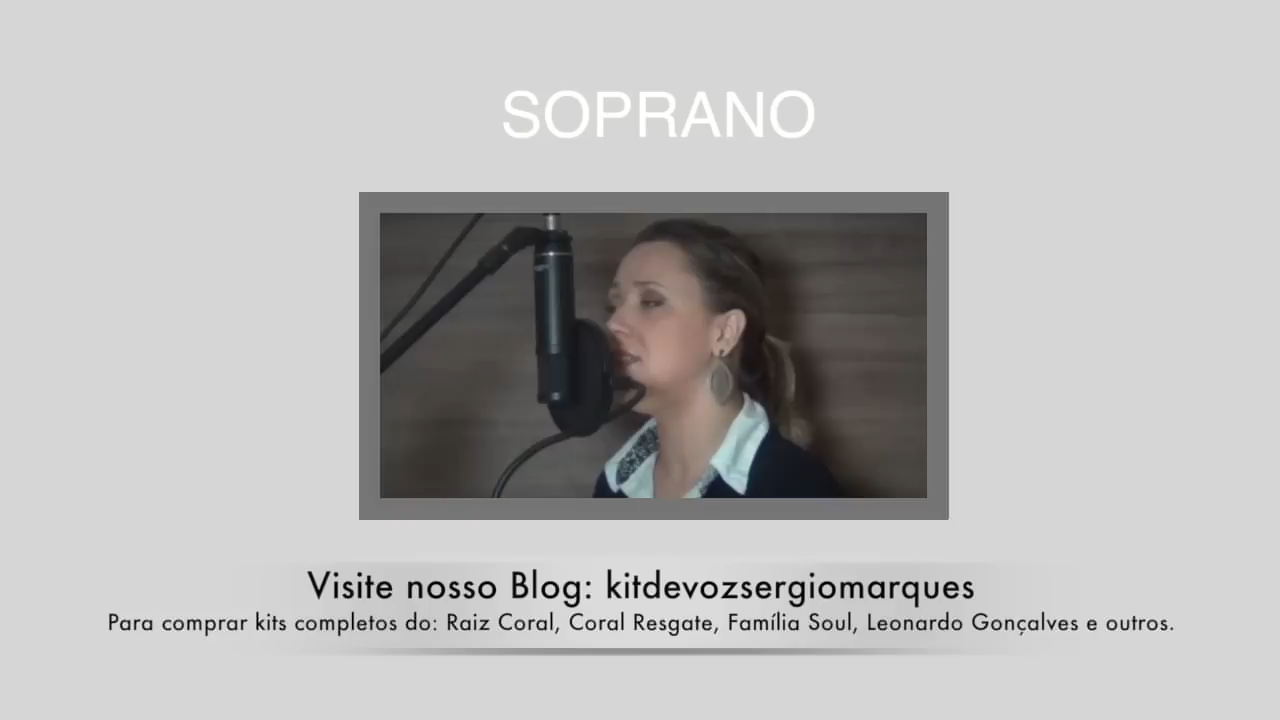 SOPRANO
Visite nosso Blog: kitdevozsergiomarques
Para comprar kits completos do: Raiz Coral, Coral Resgate, Família Soul, Leonardo Gonçalves e outros.